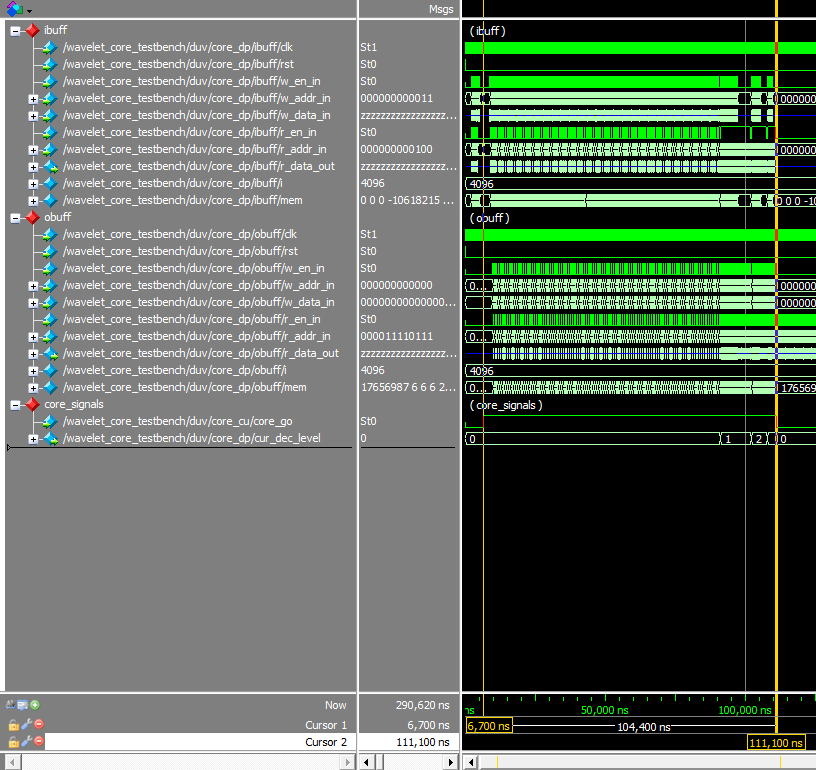 Msgs
ibuff
(ibuff)
/wavelet_core_testbench/duv/core_dp/ibuff/clk St1
/wavelet_core_testbench/duv/core_dp/ibuff/rst St0
/wavelet_core_testbench/duv/core_dp/ibuff/w_en_in St0
/wavelet_core_testbench/duv/core_dp/ibuff/w_addr_in 000000000011 000000
/wavelet_core_testbench/duv/core_dp/ibuff/w_data_in zzzzzzzzzzzzzzzzz...
/wavelet_core_testbench/duv/core_dp/ibuff/r_en_in St0
/wavelet_core_testbench/duv/core_dp/ibuff/r_addr_in 000000000100 000000
/wavelet_core_testbench/duv/core_dp/ibuff/r_data_out zzzzzzzzzzzzzzzzz...
/wavelet_core_testbench/duv/core_dp/ibuff/i 4096 4096
/wavelet_core_testbench/duv/core_dp/ibuff/mem 0 0 0 -10618215 ... 0 0 0 -10
obuff
(obuff)
/wavelet_core_testbench/duv/core_dp/obuff/clk St1
/wavelet_core_testbench/duv/core_dp/obuff/rst St0
/wavelet_core_testbench/duv/core_dp/obuff/w_en_in St0
/wavelet_core_testbench/duv/core_dp/obuff/w_addr_in 000000000000 0... 000000
/wavelet_core_testbench/duv/core_dp/obuff/w_data_in 00000000000000... 000000
/wavelet_core_testbench/duv/core_dp/obuff/r_en_in St0
/wavelet_core_testbench/duv/core_dp/obuff/r_addr_in 000011110111 0... 000000
/wavelet_core_testbench/duv/core_dp/obuff/r_data_out zzzzzzzzzzzzzzzzz...
/wavelet_core_testbench/duv/core_dp/obuff/i 4096 4096
/wavelet_core_testbench/duv/core_dp/obuff/mem 17656987 6 6 6 2... 0... 176569
core_signals
(core_signals)
/wavelet_core_testbench/duv/core_cu/core_go St0
/wavelet_core_testbench/duv/core_dp/cur_dec_level 0 0 1 2 0
Now 290,620 ns ns 50,000 ns 100,000 ns
Cursor 1 6,700 ns 6,700 ns 104,400 ns
Cursor 2 111,100 ns 111,100 ns